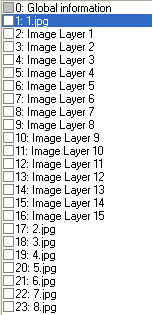 0: Global information
1: 1.jpg
2: Image Layer 1
3: Image Layer 2
4: Image Layer 3
5: Image Layer 4
6: Image Layer 5
7: Image Layer 6
8: Image Layer 7
9: Image Layer 8
10: Image Layer 9
11: Image Layer 10
12: Image Layer 11
13: Image Layer 12
14: Image Layer 13
15: Image Layer 14
16: Image Layer 15
17: 2.jpg
18: 3.jpg
19: 4.jpg
20: 5.jpg
21: 6.jpg
22: 7.jpg
23: 8.jpg